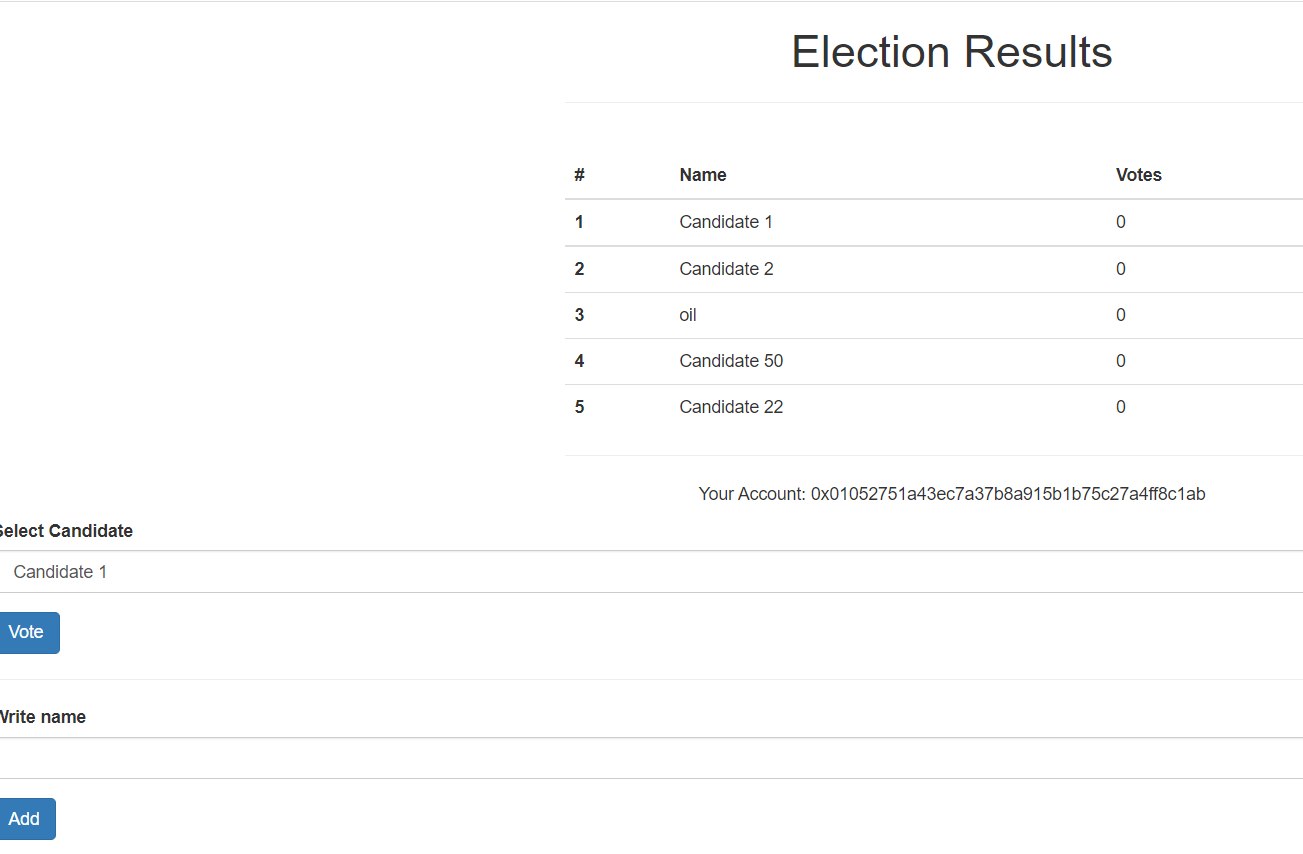 Election Results
# Name Votes
1 Candidate 1 0
2 Candidate 2 0
3 oil 0
4 Candidate 50 0
5 Candidate 22 0
Your Account: 0x01052751a43ec7a37b8a915b1b75c27a4ff8c1ab
Select Candidate
Candidate 1
Vote
Write name
Add